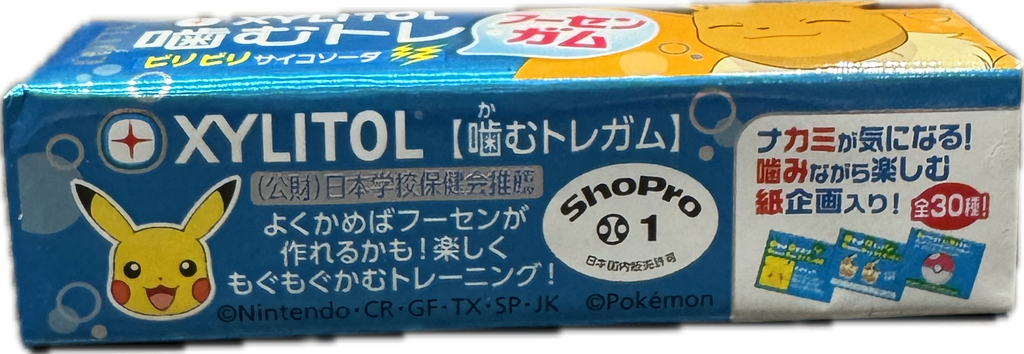 XYLITOL
噛むトレ
フーセン
ガム
ビリビリサイコソーダ
XYLITOL【噛むトレガム】
か
(公財)日本学校保健会推薦
よくかめばフーセンが
作れるかも！楽しく
もぐもぐかむトレーニング！
©Nintendo・CR・GF・TX・SP・JK ©Pokémon
ShoPro
1
日本国内販売許可
ナカミが気になる！
噛みながら楽しむ
紙企画入り！
全30種！